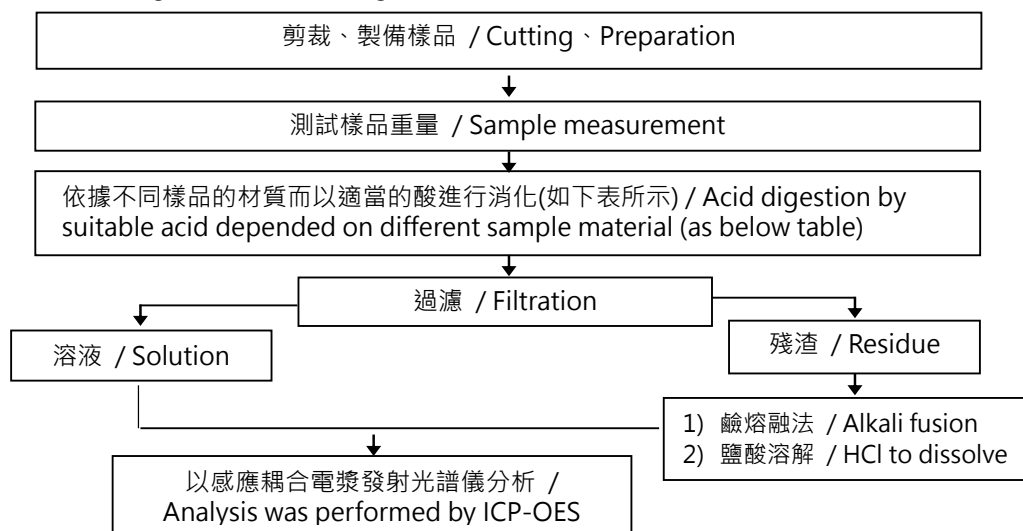 剪裁、製備樣品 / Cutting、Preparation
測試樣品重量 / Sample measurement
依據不同樣品的材質而以適當的酸進行消化(如下表所示) / Acid digestion by
suitable acid depended on different sample material (as below table)
過濾 / Filtration
溶液 / Solution
殘渣 / Residue
1) 鹼熔融法 / Alkali fusion
2) 鹽酸溶解 / HCl to dissolve
以感應耦合電漿發射光譜儀分析 /
Analysis was performed by ICP-OES